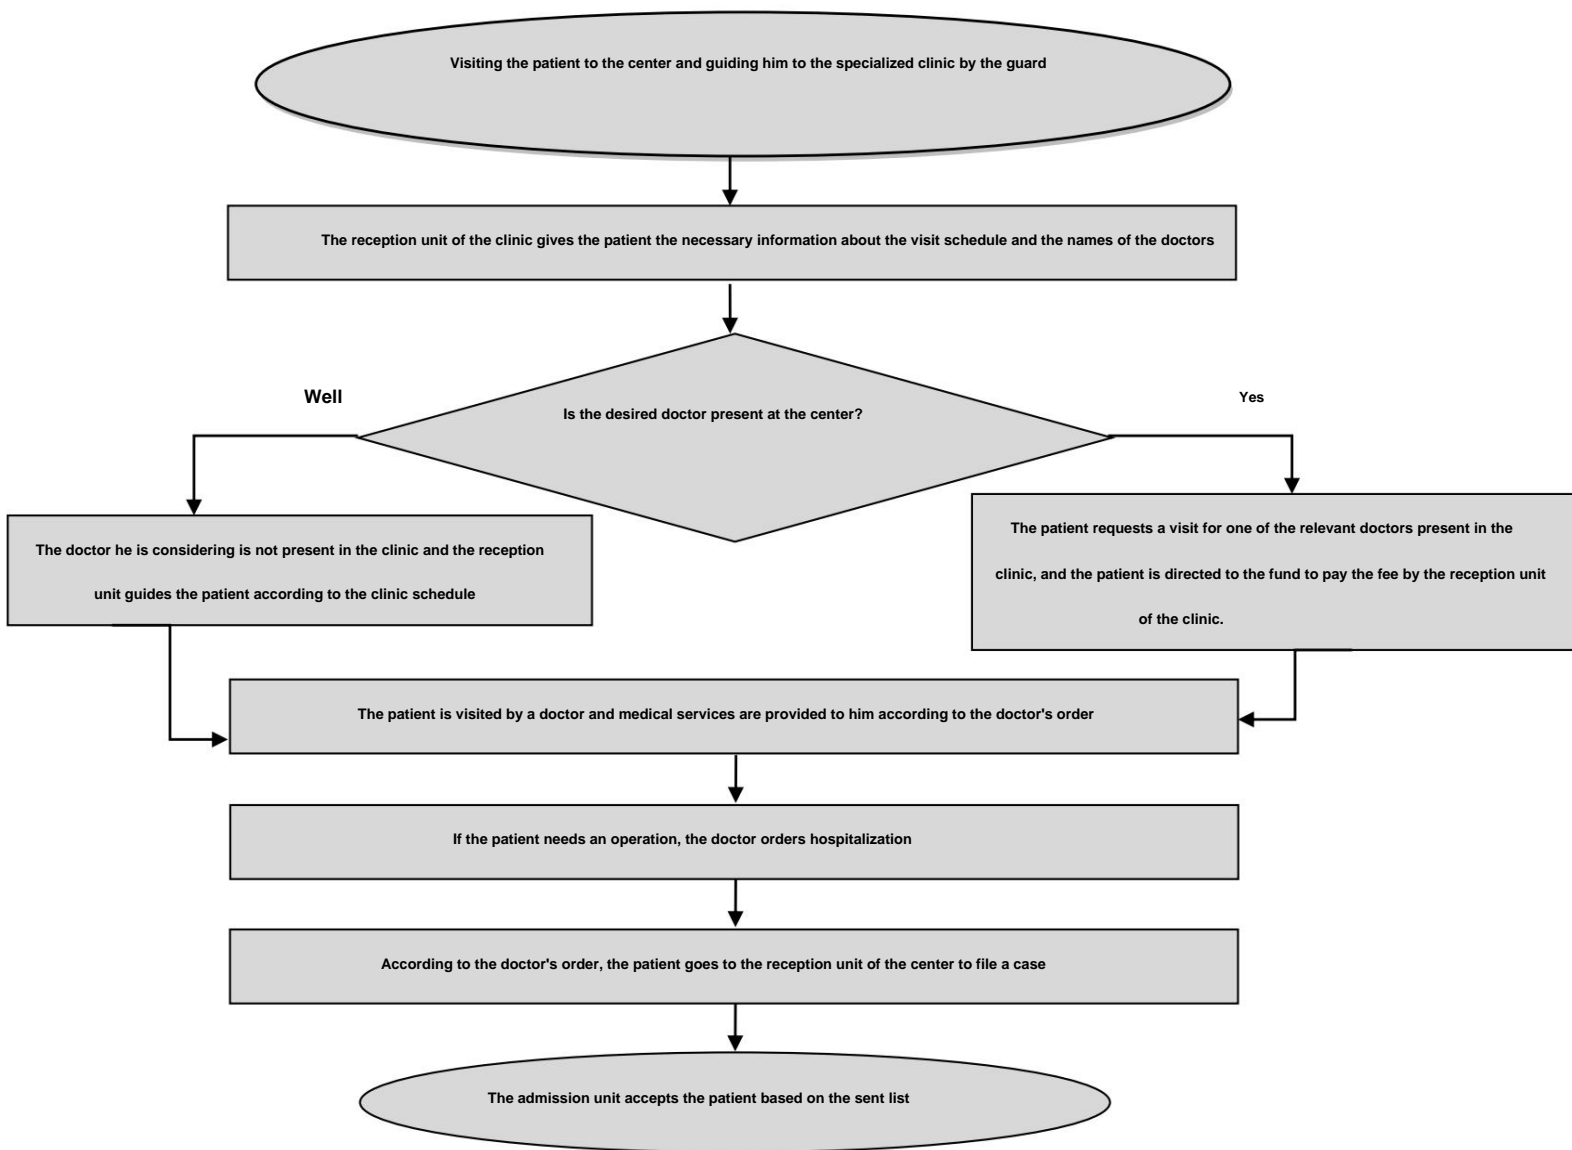 Visiting the patient to the center and guiding him to the specialized clinic by the guard
The reception unit of the clinic gives the patient the necessary information about the visit schedule and the names of the doctors
Well
Is the desired doctor present at the center?
Yes
The doctor he is considering is not present in the clinic and the reception
unit guides the patient according to the clinic schedule
The patient requests a visit for one of the relevant doctors present in the
clinic, and the patient is directed to the fund to pay the fee by the reception unit
of the clinic.
The patient is visited by a doctor and medical services are provided to him according to the doctor's order
If the patient needs an operation, the doctor orders hospitalization
According to the doctor's order, the patient goes to the reception unit of the center to file a case
The admission unit accepts the patient based on the sent list